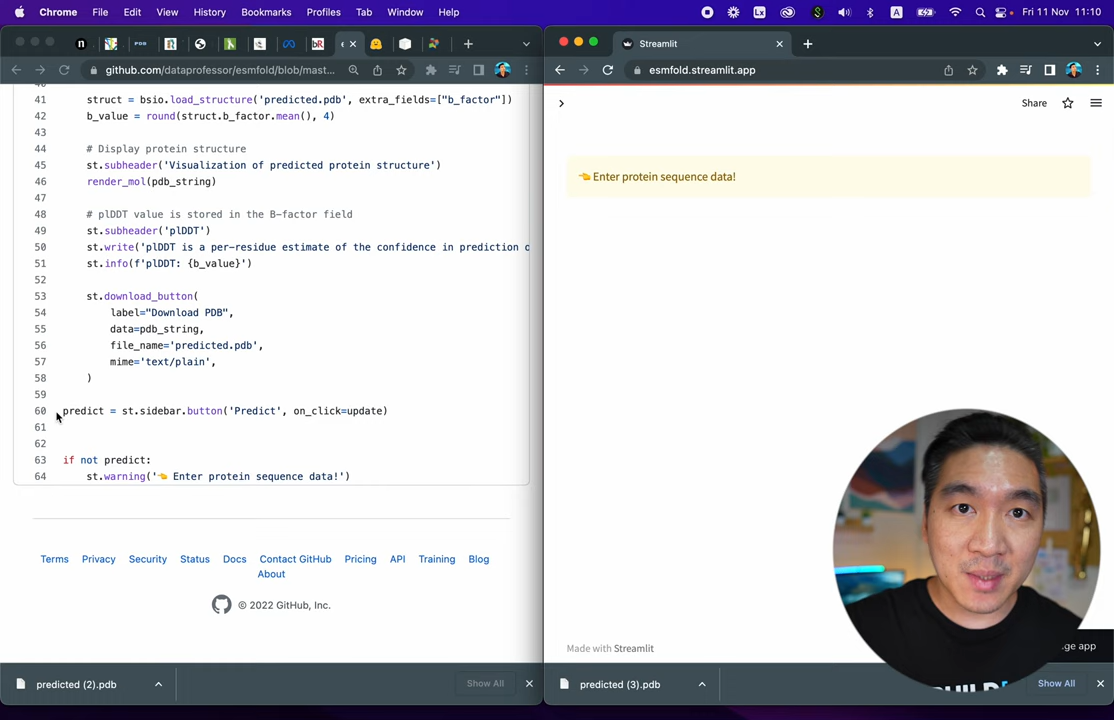 Chrome File Edit View History Bookmarks Profiles Tab Window Help Fri 11 Nov 11:10
github.com/dataprofessor/esmfold/blob/mast...
41 struct = bsio.load_structure('predicted.pdb', extra_fields=["b_factor"])
42 b_value = round(struct.b_factor.mean(), 4)
43
44 # Display protein structure
45 st.subheader('Visualization of predicted protein structure')
46 render_mol(pdb_string)
47
48 # plDDT value is stored in the B-factor field
49 st.subheader('plDDT')
50 st.write('plDDT is a per-residue estimate of the confidence in prediction o
51 st.info(f'plDDT: {b_value}')
52
53 st.download_button(
54 label="Download PDB",
55 data=pdb_string,
56 file_name='predicted.pdb',
57 mime='text/plain',
58 )
59
60 predict = st.sidebar.button('Predict', on_click=update)
61
62
63 if not predict:
64 st.warning('👈 Enter protein sequence data!')
Terms Privacy Security Status Docs Contact GitHub Pricing API Training Blog
About
© 2022 GitHub, Inc.
predicted (2).pdb Show All
Streamlit
esmfold.streamlit.app
Share
👈 Enter protein sequence data!
Made with Streamlit
ge app
predicted (3).pdb Show All